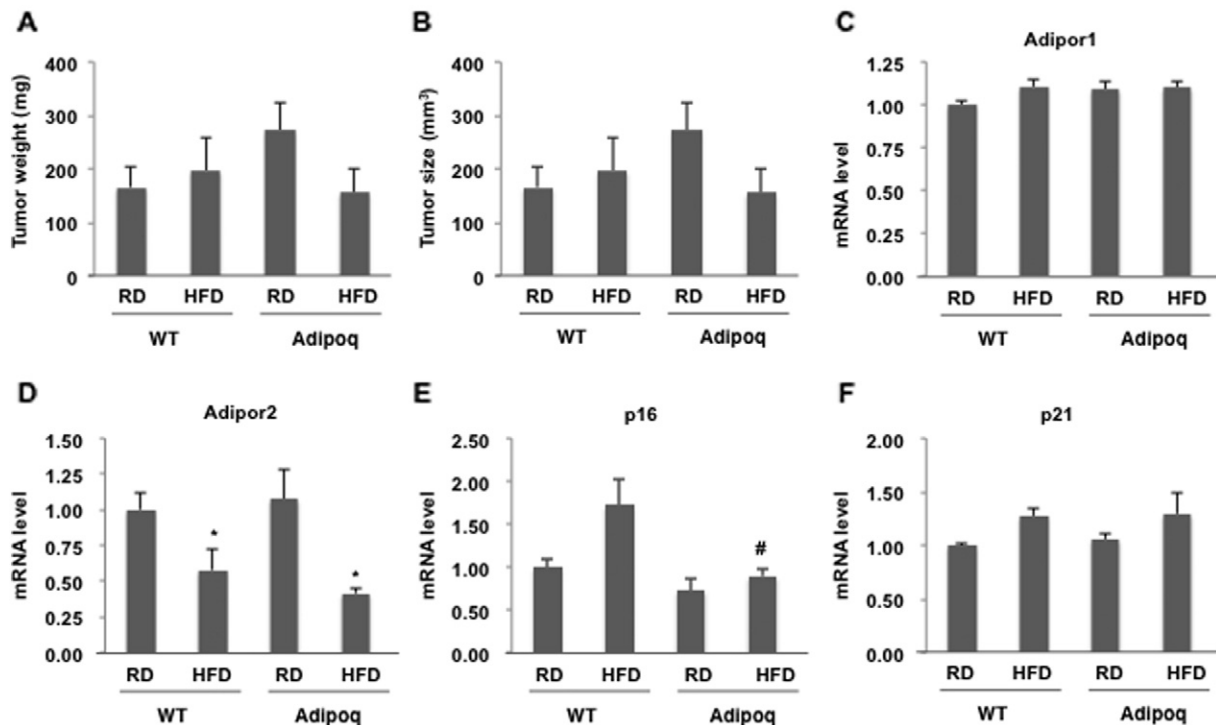 A
Tumor weight (mg)
400
300
200
100
0
RD HFD RD HFD
WT Adipoq
B
Tumor size (mm³)
400
300
200
100
0
RD HFD RD HFD
WT Adipoq
C
Adipor1
mRNA level
1.25
1.00
0.75
0.50
0.25
0.00
RD HFD RD HFD
WT Adipoq
D
Adipor2
mRNA level
1.50
1.25
1.00
0.75
0.50
0.25
0.00
*
*
RD HFD RD HFD
WT Adipoq
E
p16
mRNA level
2.50
2.00
1.50
1.00
0.50
0.00
#
RD HFD RD HFD
WT Adipoq
F
p21
mRNA level
2.00
1.50
1.00
0.50
0.00
RD HFD RD HFD
WT Adipoq